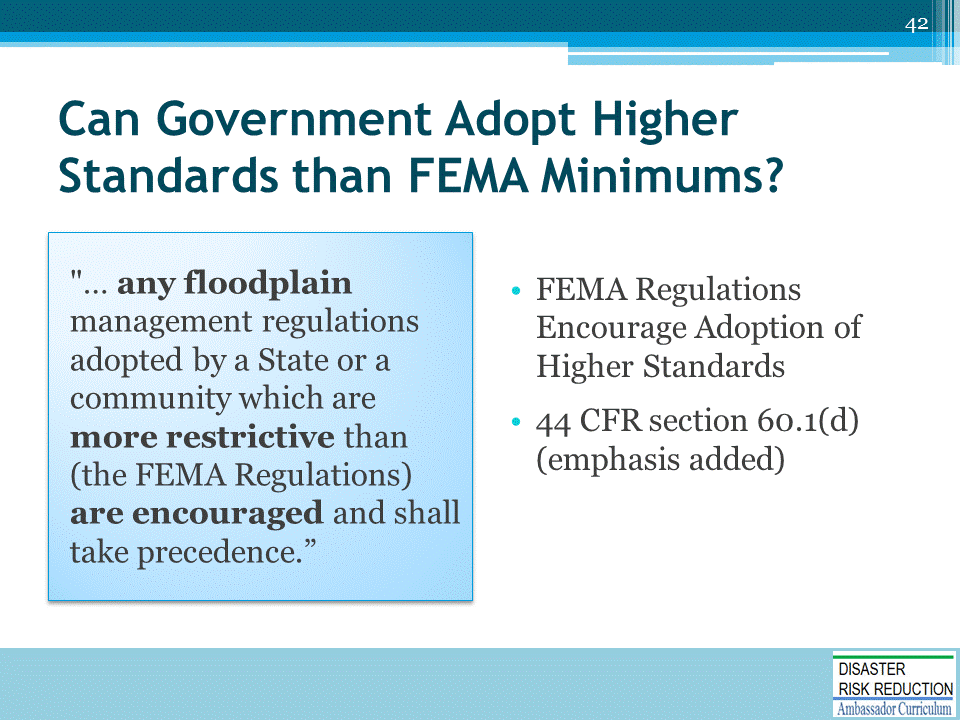 42
Can Government Adopt Higher
Standards than FEMA Minimums?
"… any floodplain
management regulations
adopted by a State or a
community which are
more restrictive than
(the FEMA Regulations)
are encouraged and shall
take precedence.”
• FEMA Regulations
Encourage Adoption of
Higher Standards
• 44 CFR section 60.1(d)
(emphasis added)
DISASTER
RISK REDUCTION
Ambassador Curriculum